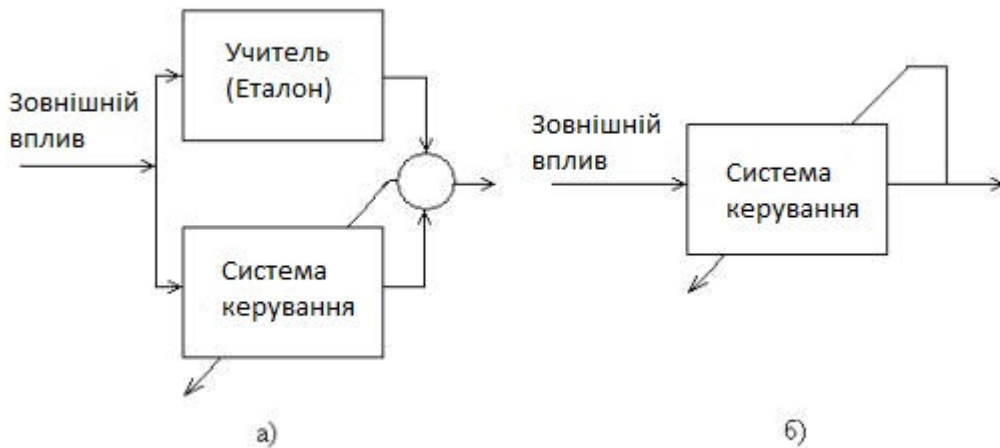 Учитель
(Еталон)
Зовнішній
вплив
Система
керування
а)
Зовнішній
вплив
Система
керування
б)